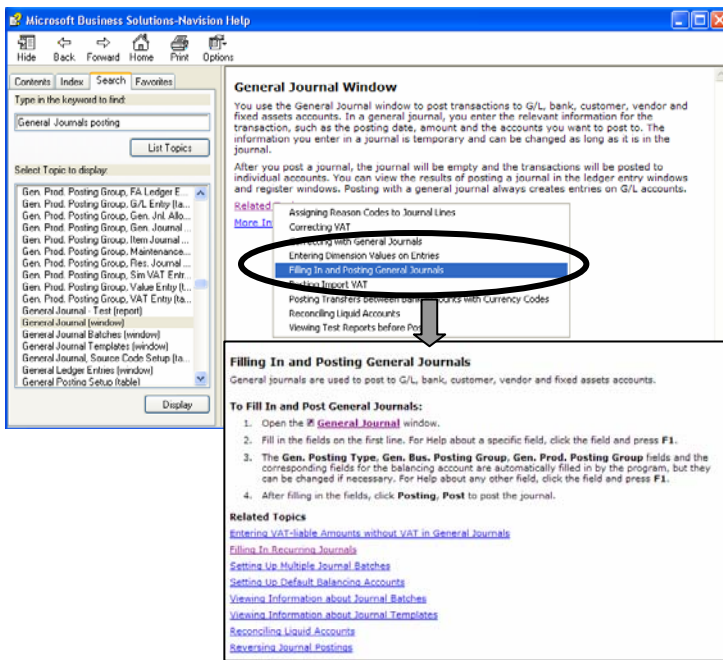 Microsoft Business Solutions-Navision Help
Hide Back Forward Home Print Options
Contents Index Search Favorites
Type in the keyword to find:
General Journals posting
List Topics
Select Topic to display:
Gen. Prod. Posting Group, FA Ledger E...
Gen. Prod. Posting Group, G/L Entry (ta...
Gen. Prod. Posting Group, Gen. Jnl. Allo...
Gen. Prod. Posting Group, Gen. Journal ...
Gen. Prod. Posting Group, Item Journal ...
Gen. Prod. Posting Group, Maintenance...
Gen. Prod. Posting Group, Res. Journal ...
Gen. Prod. Posting Group, Sim VAT Entr...
Gen. Prod. Posting Group, Value Entry (t...
Gen. Prod. Posting Group, VAT Entry (ta...
General Journal - Test (report)
General Journal (window)
General Journal Batches (window)
General Journal Templates (window)
General Journal, Source Code Setup (ta...
General Ledger Entries (window)
General Posting Setup (table)
Display
General Journal Window
You use the General Journal window to post transactions to G/L, bank, customer, vendor and
fixed assets accounts. In a general journal, you enter the relevant information for the
transaction, such as the posting date, amount and the accounts you want to post to. The
information you enter in a journal is temporary and can be changed as long as it is in the
journal.
After you post a journal, the journal will be empty and the transactions will be posted to
individual accounts. You can view the results of posting a journal in the ledger entry windows
and register windows. Posting with a general journal always creates entries on G/L accounts.
Related
More In
Assigning Reason Codes to Journal Lines
Correcting VAT
Correcting with General Journals
Entering Dimension Values on Entries
Filling In and Posting General Journals
Posting Import VAT
Posting Transfers between Bank Accounts with Currency Codes
Reconciling Liquid Accounts
Viewing Test Reports before Pos
Filling In and Posting General Journals
General journals are used to post to G/L, bank, customer, vendor and fixed assets accounts.
To Fill In and Post General Journals:
1. Open the General Journal window.
2. Fill in the fields on the first line. For Help about a specific field, click the field and press F1.
3. The Gen. Posting Type, Gen. Bus. Posting Group, Gen. Prod. Posting Group fields and the
corresponding fields for the balancing account are automatically filled in by the program, but they
can be changed if necessary. For Help about any other field, click the field and press F1.
4. After filling in the fields, click Posting, Post to post the journal.
Related Topics
Entering VAT-liable Amounts without VAT in General Journals
Filling In Recurring Journals
Setting Up Multiple Journal Batches
Setting Up Default Balancing Accounts
Viewing Information about Journal Batches
Viewing Information about Journal Templates
Reconciling Liquid Accounts
Reversing Journal Postings